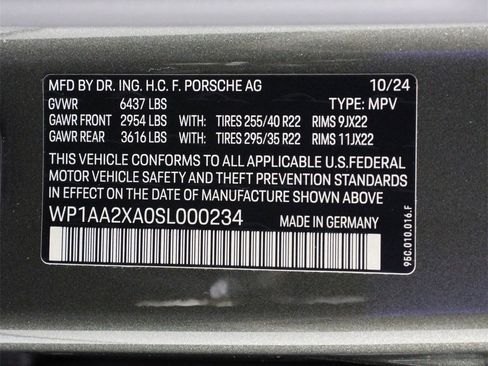 MFD BY DR. ING. H.C. F. PORSCHE AG 10/24
GVWR 6437 LBS TYPE: MPV
GAWR FRONT 2954 LBS WITH: TIRES 255/40 R22 RIMS 9JX22
GAWR REAR 3616 LBS WITH: TIRES 295/35 R22 RIMS 11JX22
THIS VEHICLE CONFORMS TO ALL APPLICABLE U.S.FEDERAL
MOTOR VEHICLE SAFETY AND THEFT PREVENTION STANDARDS
IN EFFECT ON THE DATE OF MANUFACTURE SHOWN ABOVE.
WP1AA2XA0SL000234 MADE IN GERMANY
95C.010.016.F